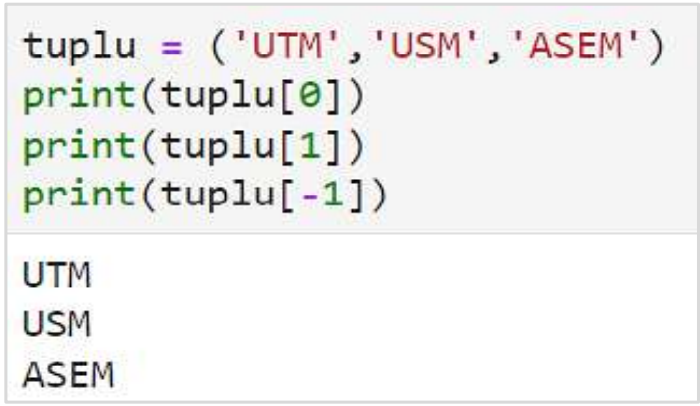 tuplu = ('UTM','USM','ASEM')
print(tuplu[0])
print(tuplu[1])
print(tuplu[-1])
UTM
USM
ASEM